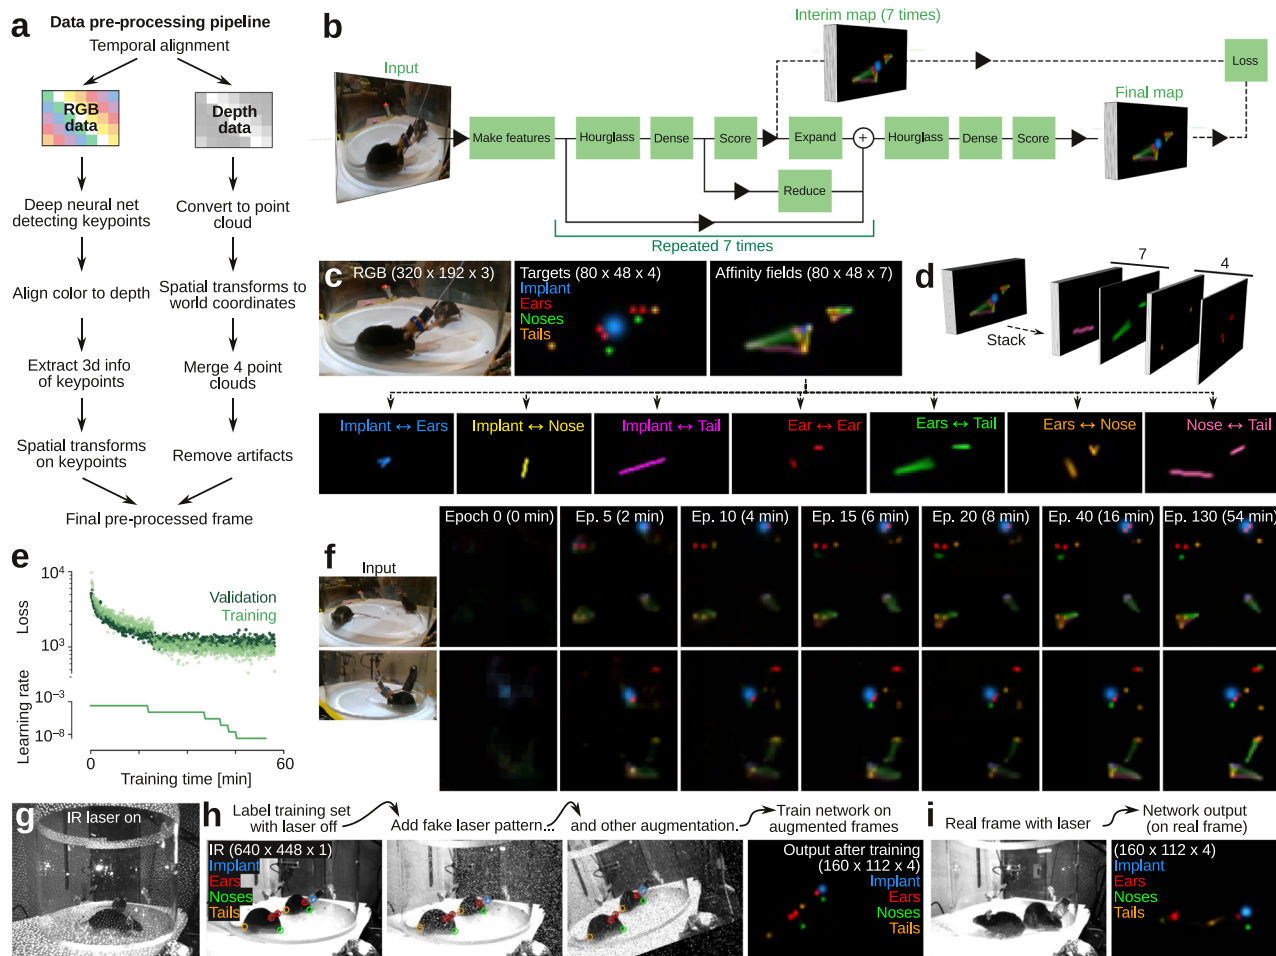 a
Data pre-processing pipeline
Temporal alignment
RGB
data
Depth
data
Deep neural net
detecting keypoints
Convert to point
cloud
Align color to depth
Spatial transforms to
world coordinates
Extract 3d info
of keypoints
Merge 4 point
clouds
Spatial transforms
on keypoints
Remove artifacts
Final pre-processed frame
b
Input
Interim map (7 times)
Loss
Final map
Make features
Hourglass
Dense
Score
Expand
+
Hourglass
Dense
Score
Reduce
Repeated 7 times
c
RGB (320 x 192 x 3)
Targets (80 x 48 x 4)
Implant
Ears
Noses
Tails
Affinity fields (80 x 48 x 7)
d
7
4
Stack
Implant ↔ Ears
Implant ↔ Nose
Implant ↔ Tail
Ear ↔ Ear
Ears ↔ Tail
Ears ↔ Nose
Nose ↔ Tail
e
10⁴
Loss
Validation
Training
10³
Learning rate
10⁻³
10⁻⁸
0
60
Training time [min]
f
Input
Epoch 0 (0 min)
Ep. 5 (2 min)
Ep. 10 (4 min)
Ep. 15 (6 min)
Ep. 20 (8 min)
Ep. 40 (16 min)
Ep. 130 (54 min)
g
IR laser on
h
Label training set
with laser off
Add fake laser pattern...
and other augmentation.
Train network on
augmented frames
IR (640 x 448 x 1)
Implant
Ears
Noses
Tails
Output after training
(160 x 112 x 4)
Implant
Ears
Noses
Tails
i
Real frame with laser
Network output
(on real frame)
(160 x 112 x 4)
Implant
Ears
Noses
Tails